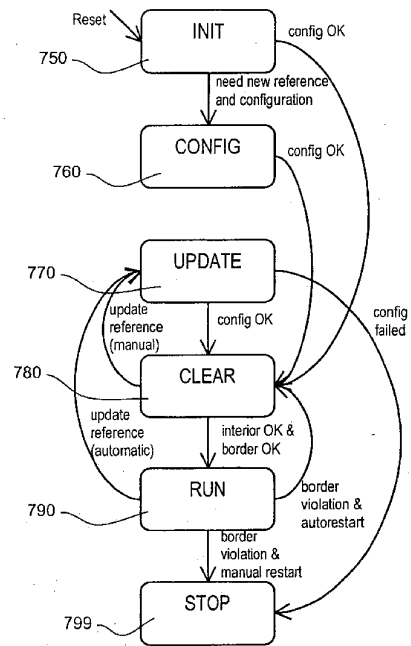 Reset
INIT
config OK
750
need new reference
and configuration
CONFIG
config OK
760
UPDATE
770
update
reference
(manual)
config OK
config
failed
780
CLEAR
update
reference
(automatic)
interior OK &
border OK
RUN
790
border
violation &
autorestart
border
violation &
manual restart
STOP
799